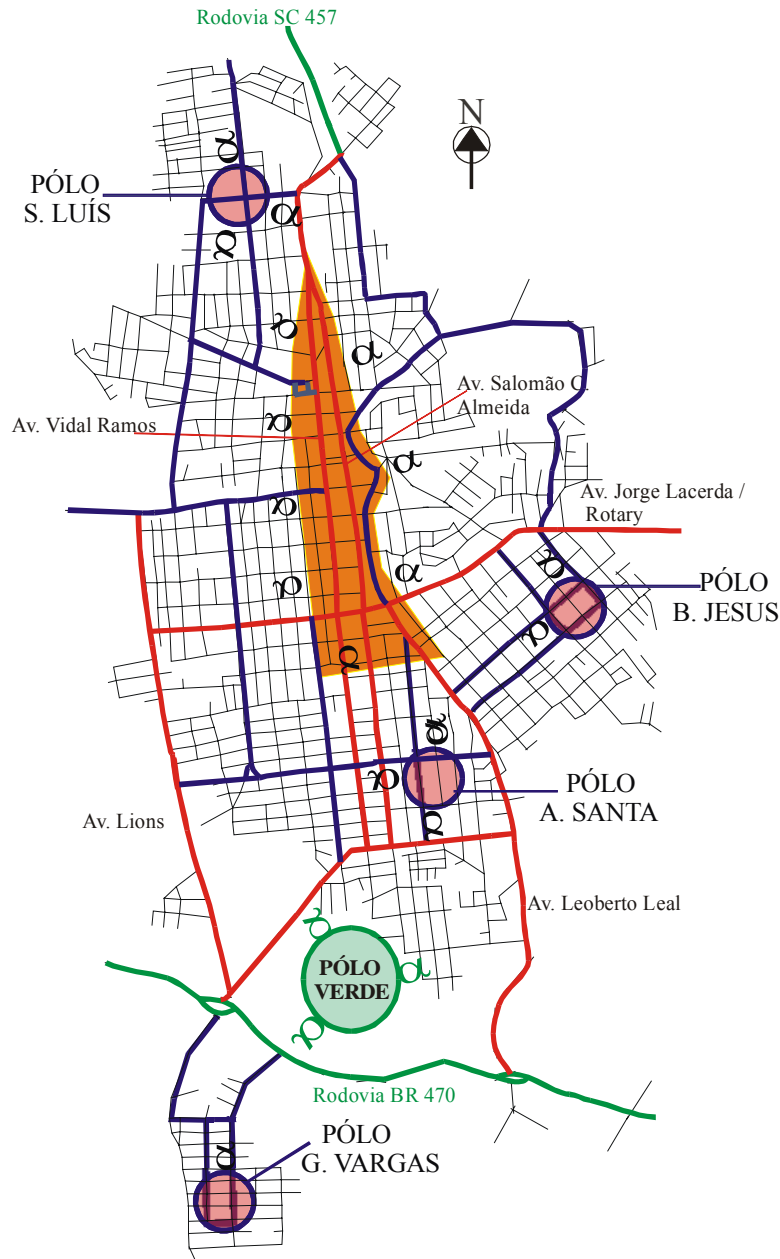 Rodovia SC 457
N
PÓLO
S. LUÍS
α
α
α
α
α
Av. Salomão C.
Almeida
Av. Vidal Ramos
α
α
Av. Jorge Lacerda /
Rotary
α
α
α
α
PÓLO
B. JESUS
α
α
α
α
PÓLO
A. SANTA
α
Av. Lions
Av. Leoberto Leal
α
α
PÓLO
VERDE
α
Rodovia BR 470
PÓLO
G. VARGAS
α